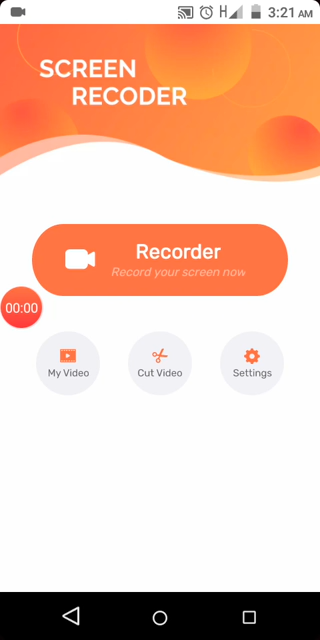 H 3:21 AM
SCREEN
RECODER
Recorder
Record your screen now
00:00
My Video
Cut Video
Settings